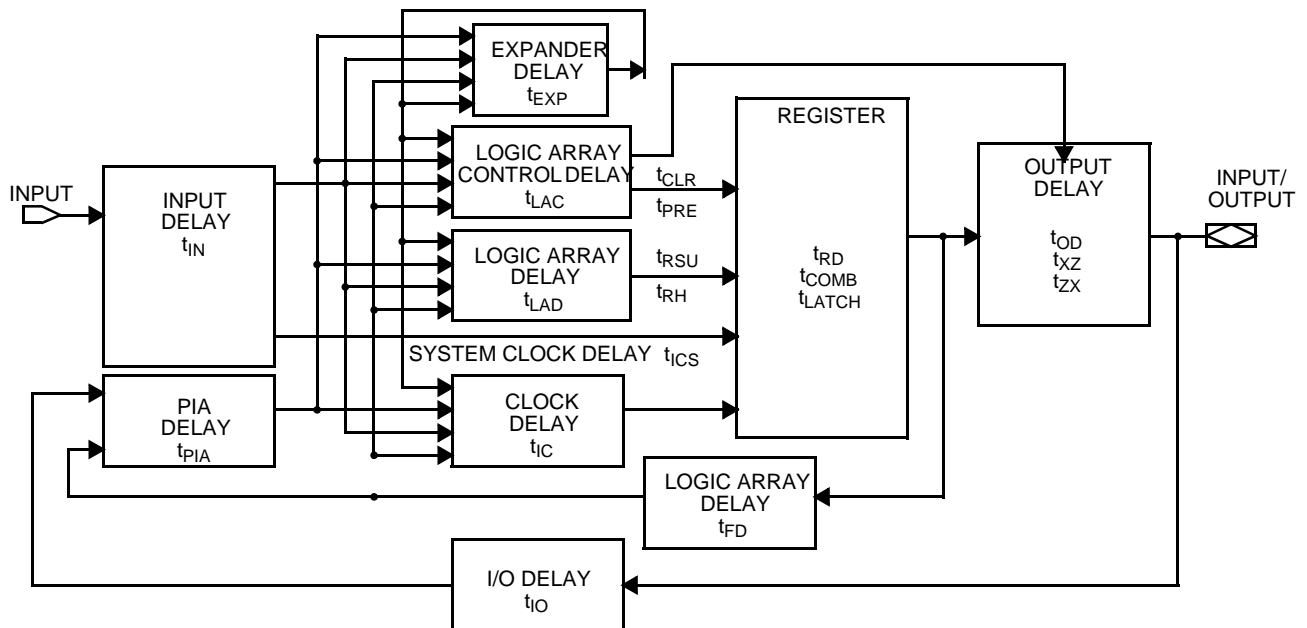 EXPANDER
DELAY
tEXP
REGISTER
LOGIC ARRAY
CONTROL DELAY
tLAC
tCLR
tPRE
OUTPUT
DELAY
INPUT
INPUT
DELAY
tIN
INPUT/
OUTPUT
LOGIC ARRAY
DELAY
tLAD
tRSU
tRH
tRD
tCOMB
tLATCH
tOD
tXZ
tZX
SYSTEM CLOCK DELAY tICS
PIA
DELAY
tPIA
CLOCK
DELAY
tIC
LOGIC ARRAY
DELAY
tFD
I/O DELAY
tIO